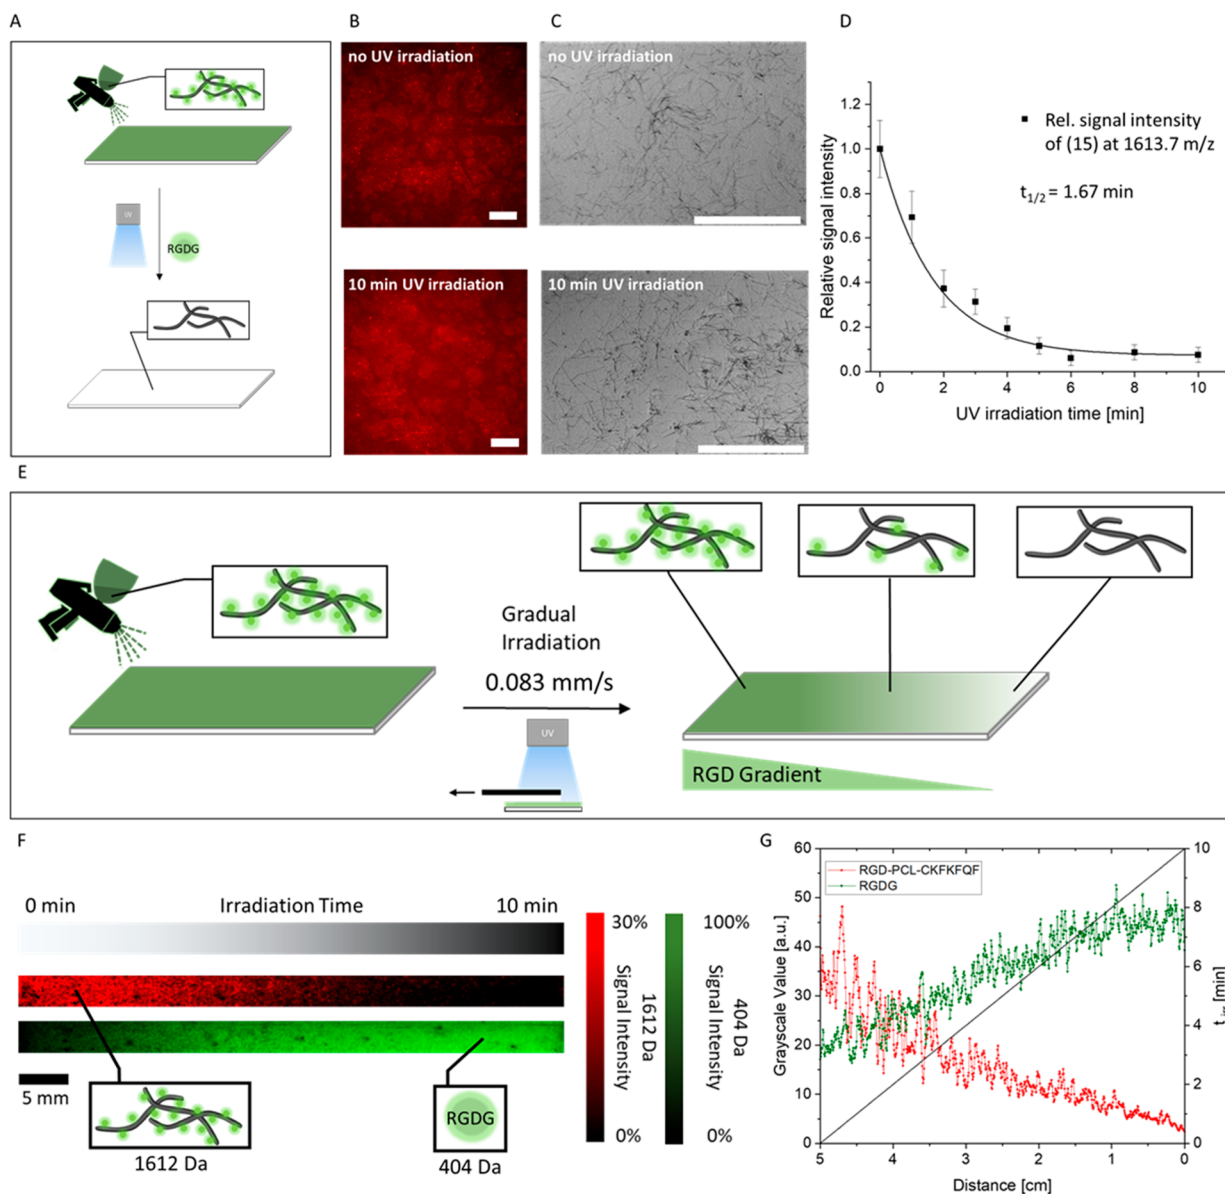 A
B
C
D
no UV irradiation
no UV irradiation
UV
RGDG
10 min UV irradiation
10 min UV irradiation
Relative signal intensity
1.2
1.0
0.8
0.6
0.4
0.2
0.0
Rel. signal intensity
of (15) at 1613.7 m/z
t1/2 = 1.67 min
0 2 4 6 8 10
UV irradiation time [min]
E
Gradual
Irradiation
0.083 mm/s
UV
RGD Gradient
F
0 min Irradiation Time 10 min
5 mm
1612 Da
RGDG
404 Da
30%
0%
Signal Intensity
1612 Da
100%
0%
Signal Intensity
404 Da
G
Grayscale Value [a.u.]
60
50
40
30
20
10
0
RGD-PCL-CKFKFQF
RGDG
10
8
6
4
2
0
tirr [min]
5 4 3 2 1 0
Distance [cm]